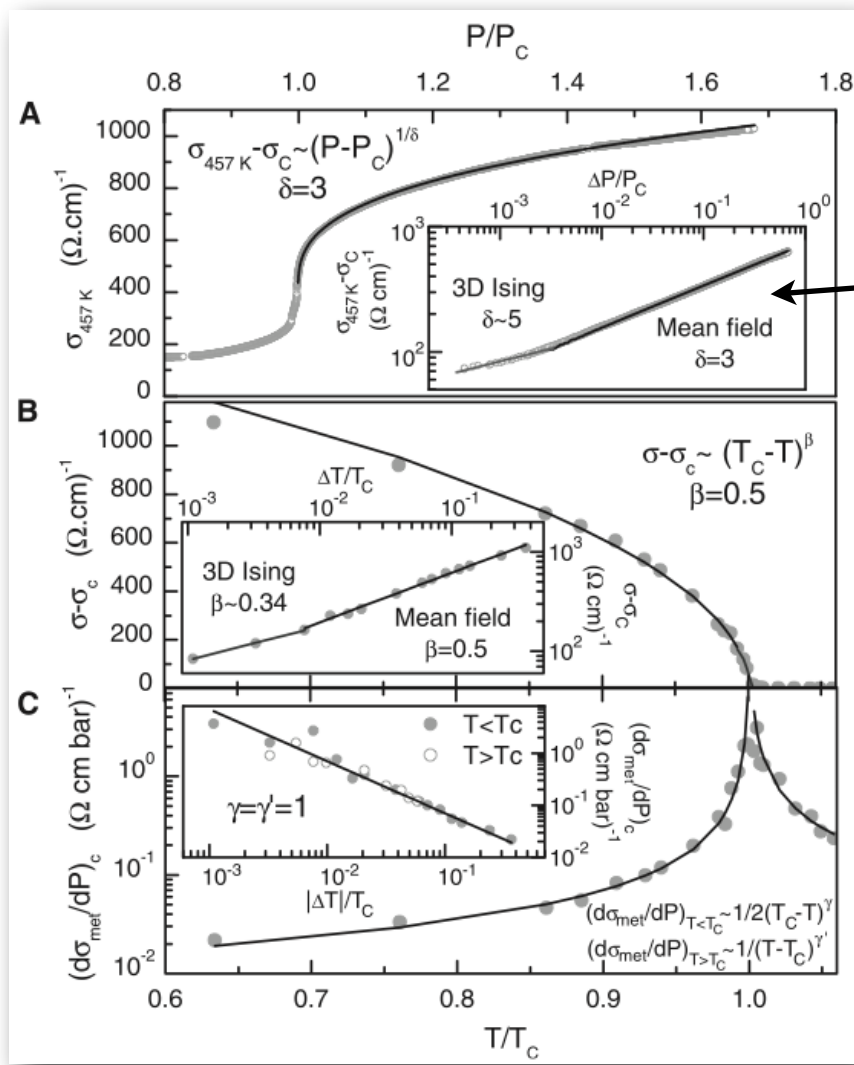 P/P_C
0.8 1.0 1.2 1.4 1.6 1.8
A
1000
800
600
400
200
0
σ_457 K (Ω.cm)^-1
σ_457 K-σ_C~(P-P_C)^1/δ
δ=3
ΔP/P_C
10^-3 10^-2 10^-1 10^0
10^3
10^2
σ_457 K-σ_C
(Ω cm)^-1
3D Ising
δ~5
Mean field
δ=3
B
1000
800
600
400
200
0
σ-σ_c (Ω.cm)^-1
σ-σ_c~ (T_C-T)^β
β=0.5
ΔT/T_C
10^-3 10^-2 10^-1
10^3
10^2
σ-σ_C
(Ω cm)^-1
3D Ising
β~0.34
Mean field
β=0.5
C
10^0
10^-1
10^-2
(dσ_met/dP)_c (Ω cm bar)^-1
T<Tc
T>Tc
γ=γ'=1
10^0
10^-1
10^-2
(dσ_met/dP)_c
(Ω cm bar)^-1
10^-3 10^-2 10^-1
|ΔT|/T_C
(dσ_met/dP)_T<T_C~1/2(T_C-T)^γ
(dσ_met/dP)_T>T_C~1/(T-T_C)^γ'
0.6 0.7 0.8 0.9 1.0
T/T_C